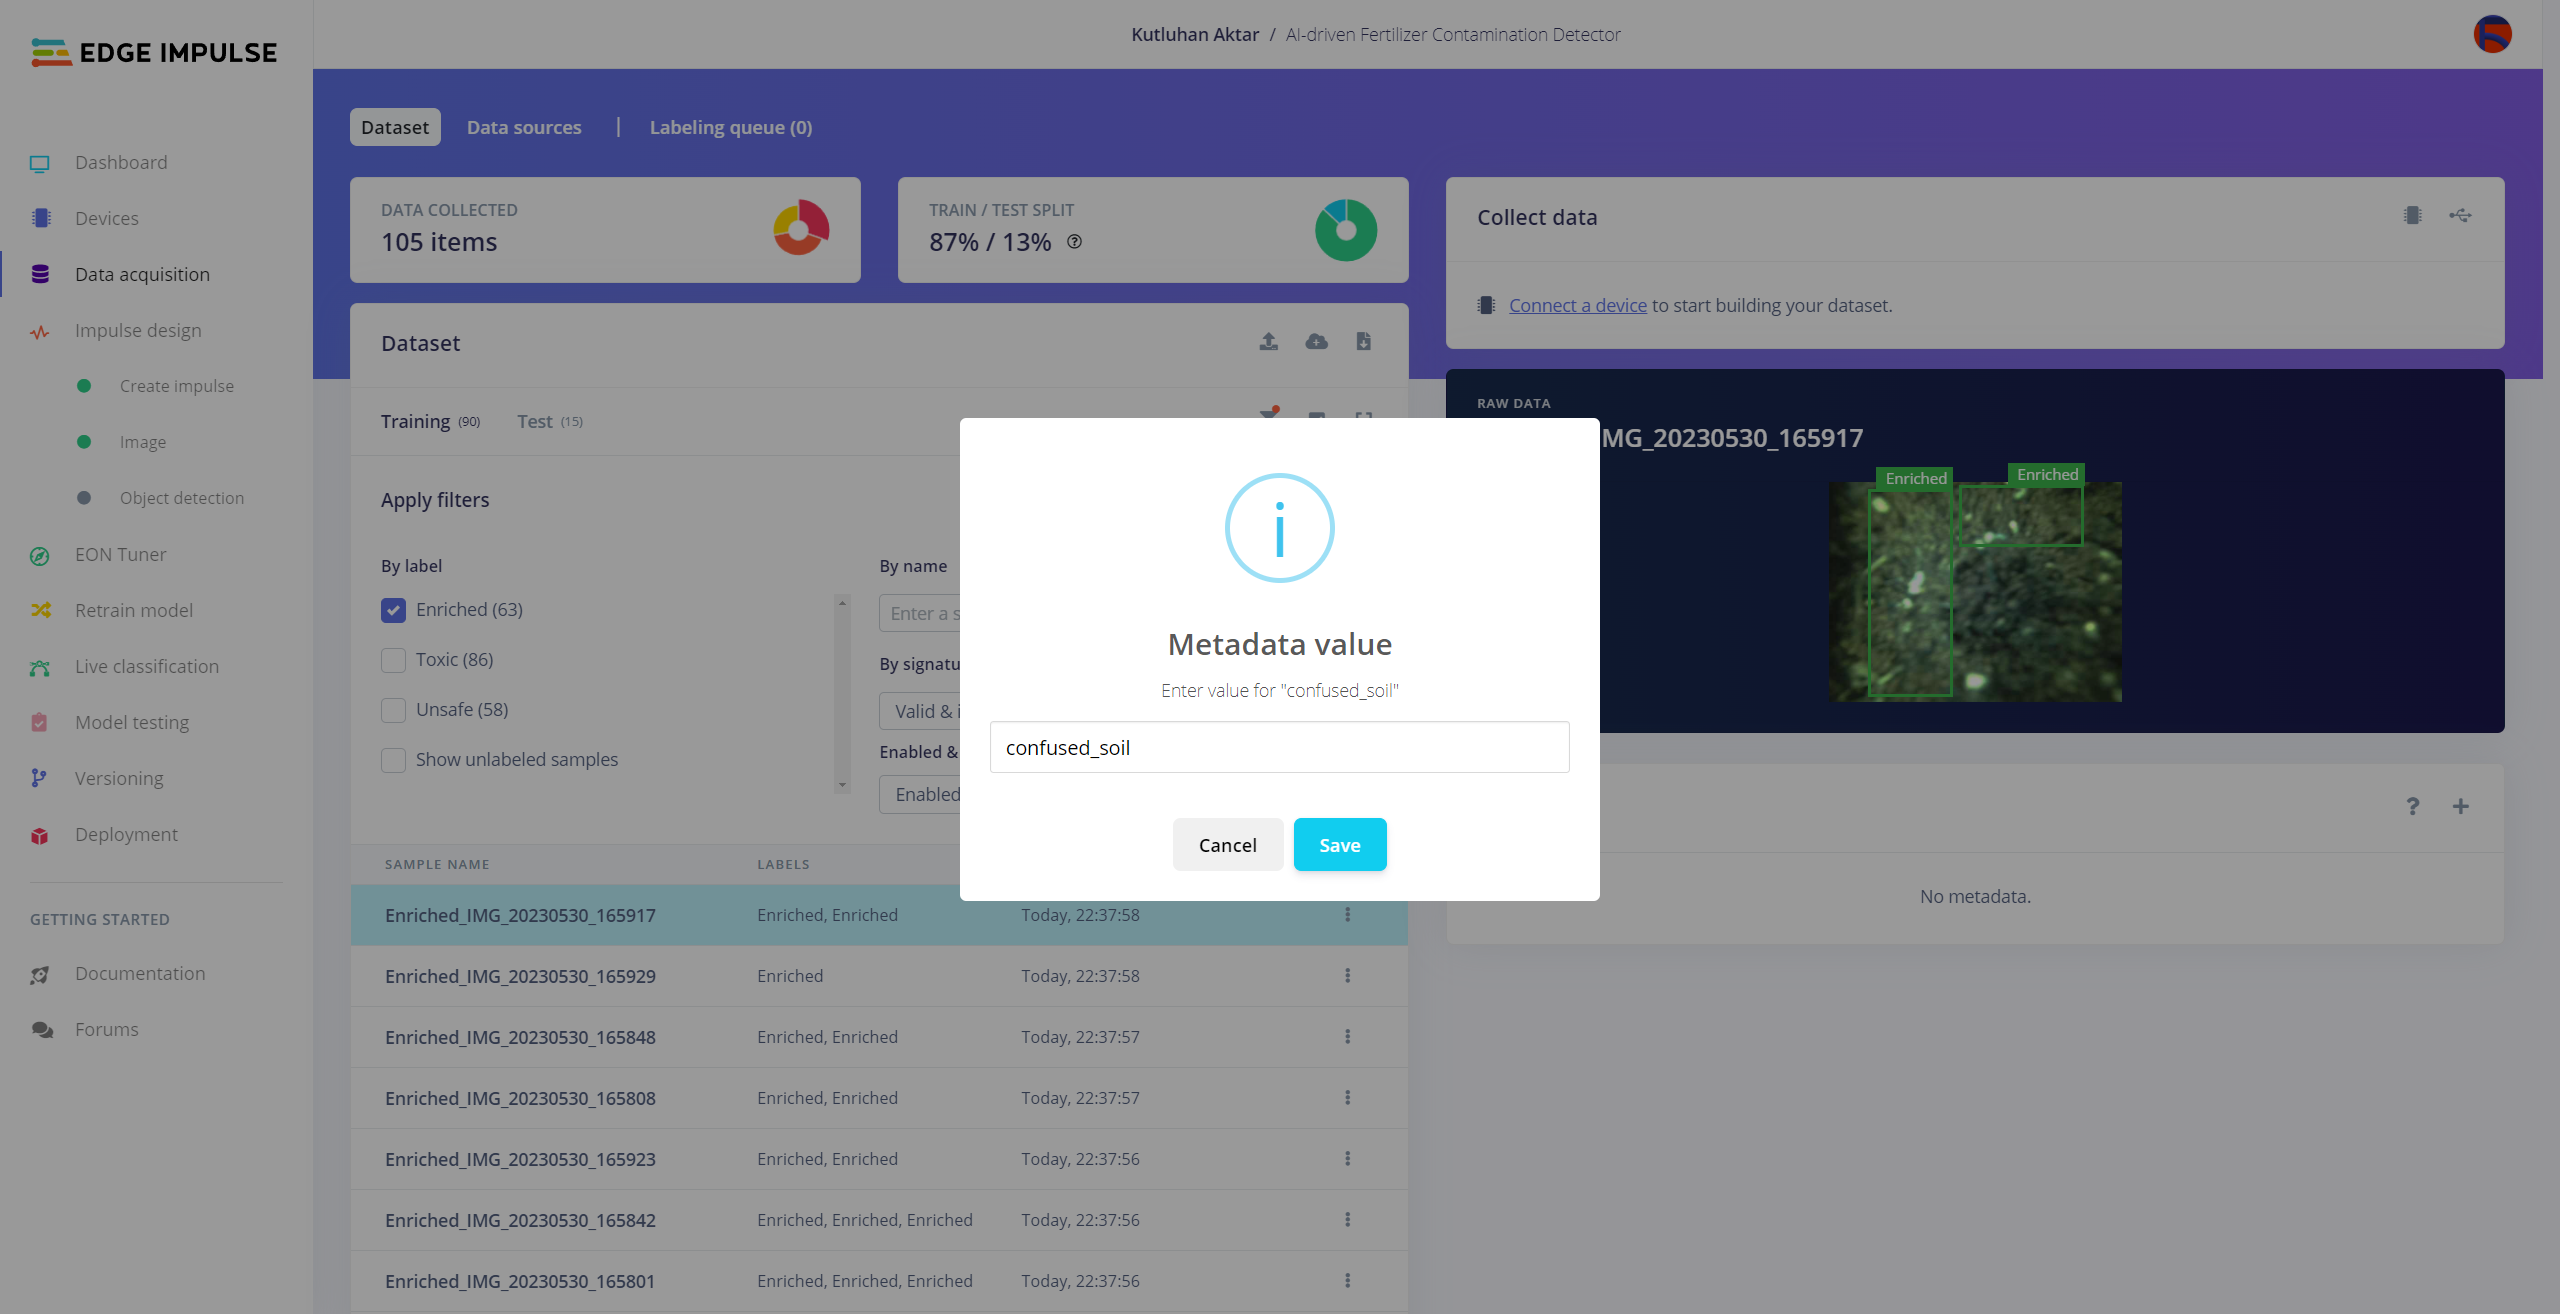 EDGE IMPULSE
Kutluhan Aktar / AI-driven Fertilizer Contamination Detector
Dashboard
Devices
Data acquisition
Impulse design
Create impulse
Image
Object detection
EON Tuner
Retrain model
Live classification
Model testing
Versioning
Deployment
GETTING STARTED
Documentation
Forums
Dataset
Data sources
|
Labeling queue (0)
DATA COLLECTED
105 items
TRAIN / TEST SPLIT
87% / 13%
Collect data
Connect a device to start building your dataset.
Dataset
Training (90)
Test (15)
Apply filters
By label
Enriched (63)
Toxic (86)
Unsafe (58)
Show unlabeled samples
By name
Enter a s
By signatu
Valid & i
Enabled &
Enabled
SAMPLE NAME LABELS
Enriched_IMG_20230530_165917 Enriched, Enriched Today, 22:37:58
Enriched_IMG_20230530_165929 Enriched Today, 22:37:58
Enriched_IMG_20230530_165848 Enriched, Enriched Today, 22:37:57
Enriched_IMG_20230530_165808 Enriched, Enriched Today, 22:37:57
Enriched_IMG_20230530_165923 Enriched, Enriched Today, 22:37:56
Enriched_IMG_20230530_165842 Enriched, Enriched, Enriched Today, 22:37:56
Enriched_IMG_20230530_165801 Enriched, Enriched, Enriched Today, 22:37:56
RAW DATA
MG_20230530_165917
Enriched
Enriched
No metadata.
Metadata value
Enter value for "confused_soil"
confused_soil
Cancel
Save